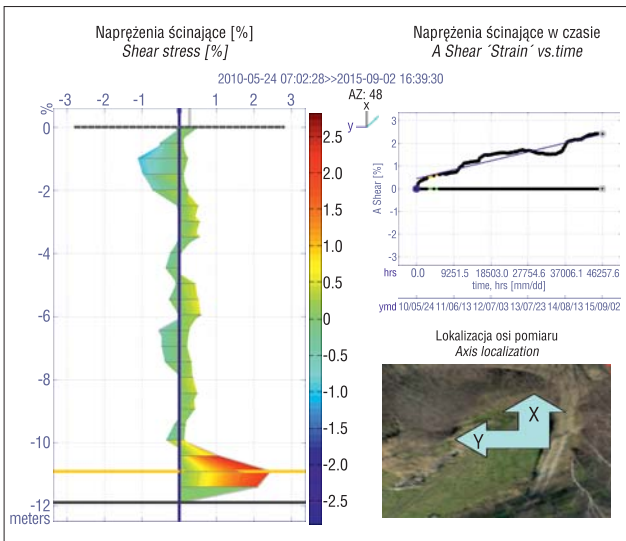 Naprężenia ścinające [%]
Shear stress [%]
Naprężenia ścinające w czasie
A Shear ´Strain´ vs.time
2010-05-24 07:02:28>>2015-09-02 16:39:30
AZ: 48
x
y
%
-3 -1 1 3
0
-2
-4
-6
-8
-10
-12
meters
2.5
2.0
1.5
1.0
0.5
0
-0.5
-1.0
-1.5
-2.0
-2.5
A Shear [%]
3
2
1
0
-1
-2
-3
hrs 0.0 9251.5 18503.0 27754.6 37006.1 46257.6
time, hrs [mm/dd]
ymd 10/05/24 11/06/13 12/07/03 13/07/23 14/08/13 15/09/02
Lokalizacja osi pomiaru
Axis localization
X
Y